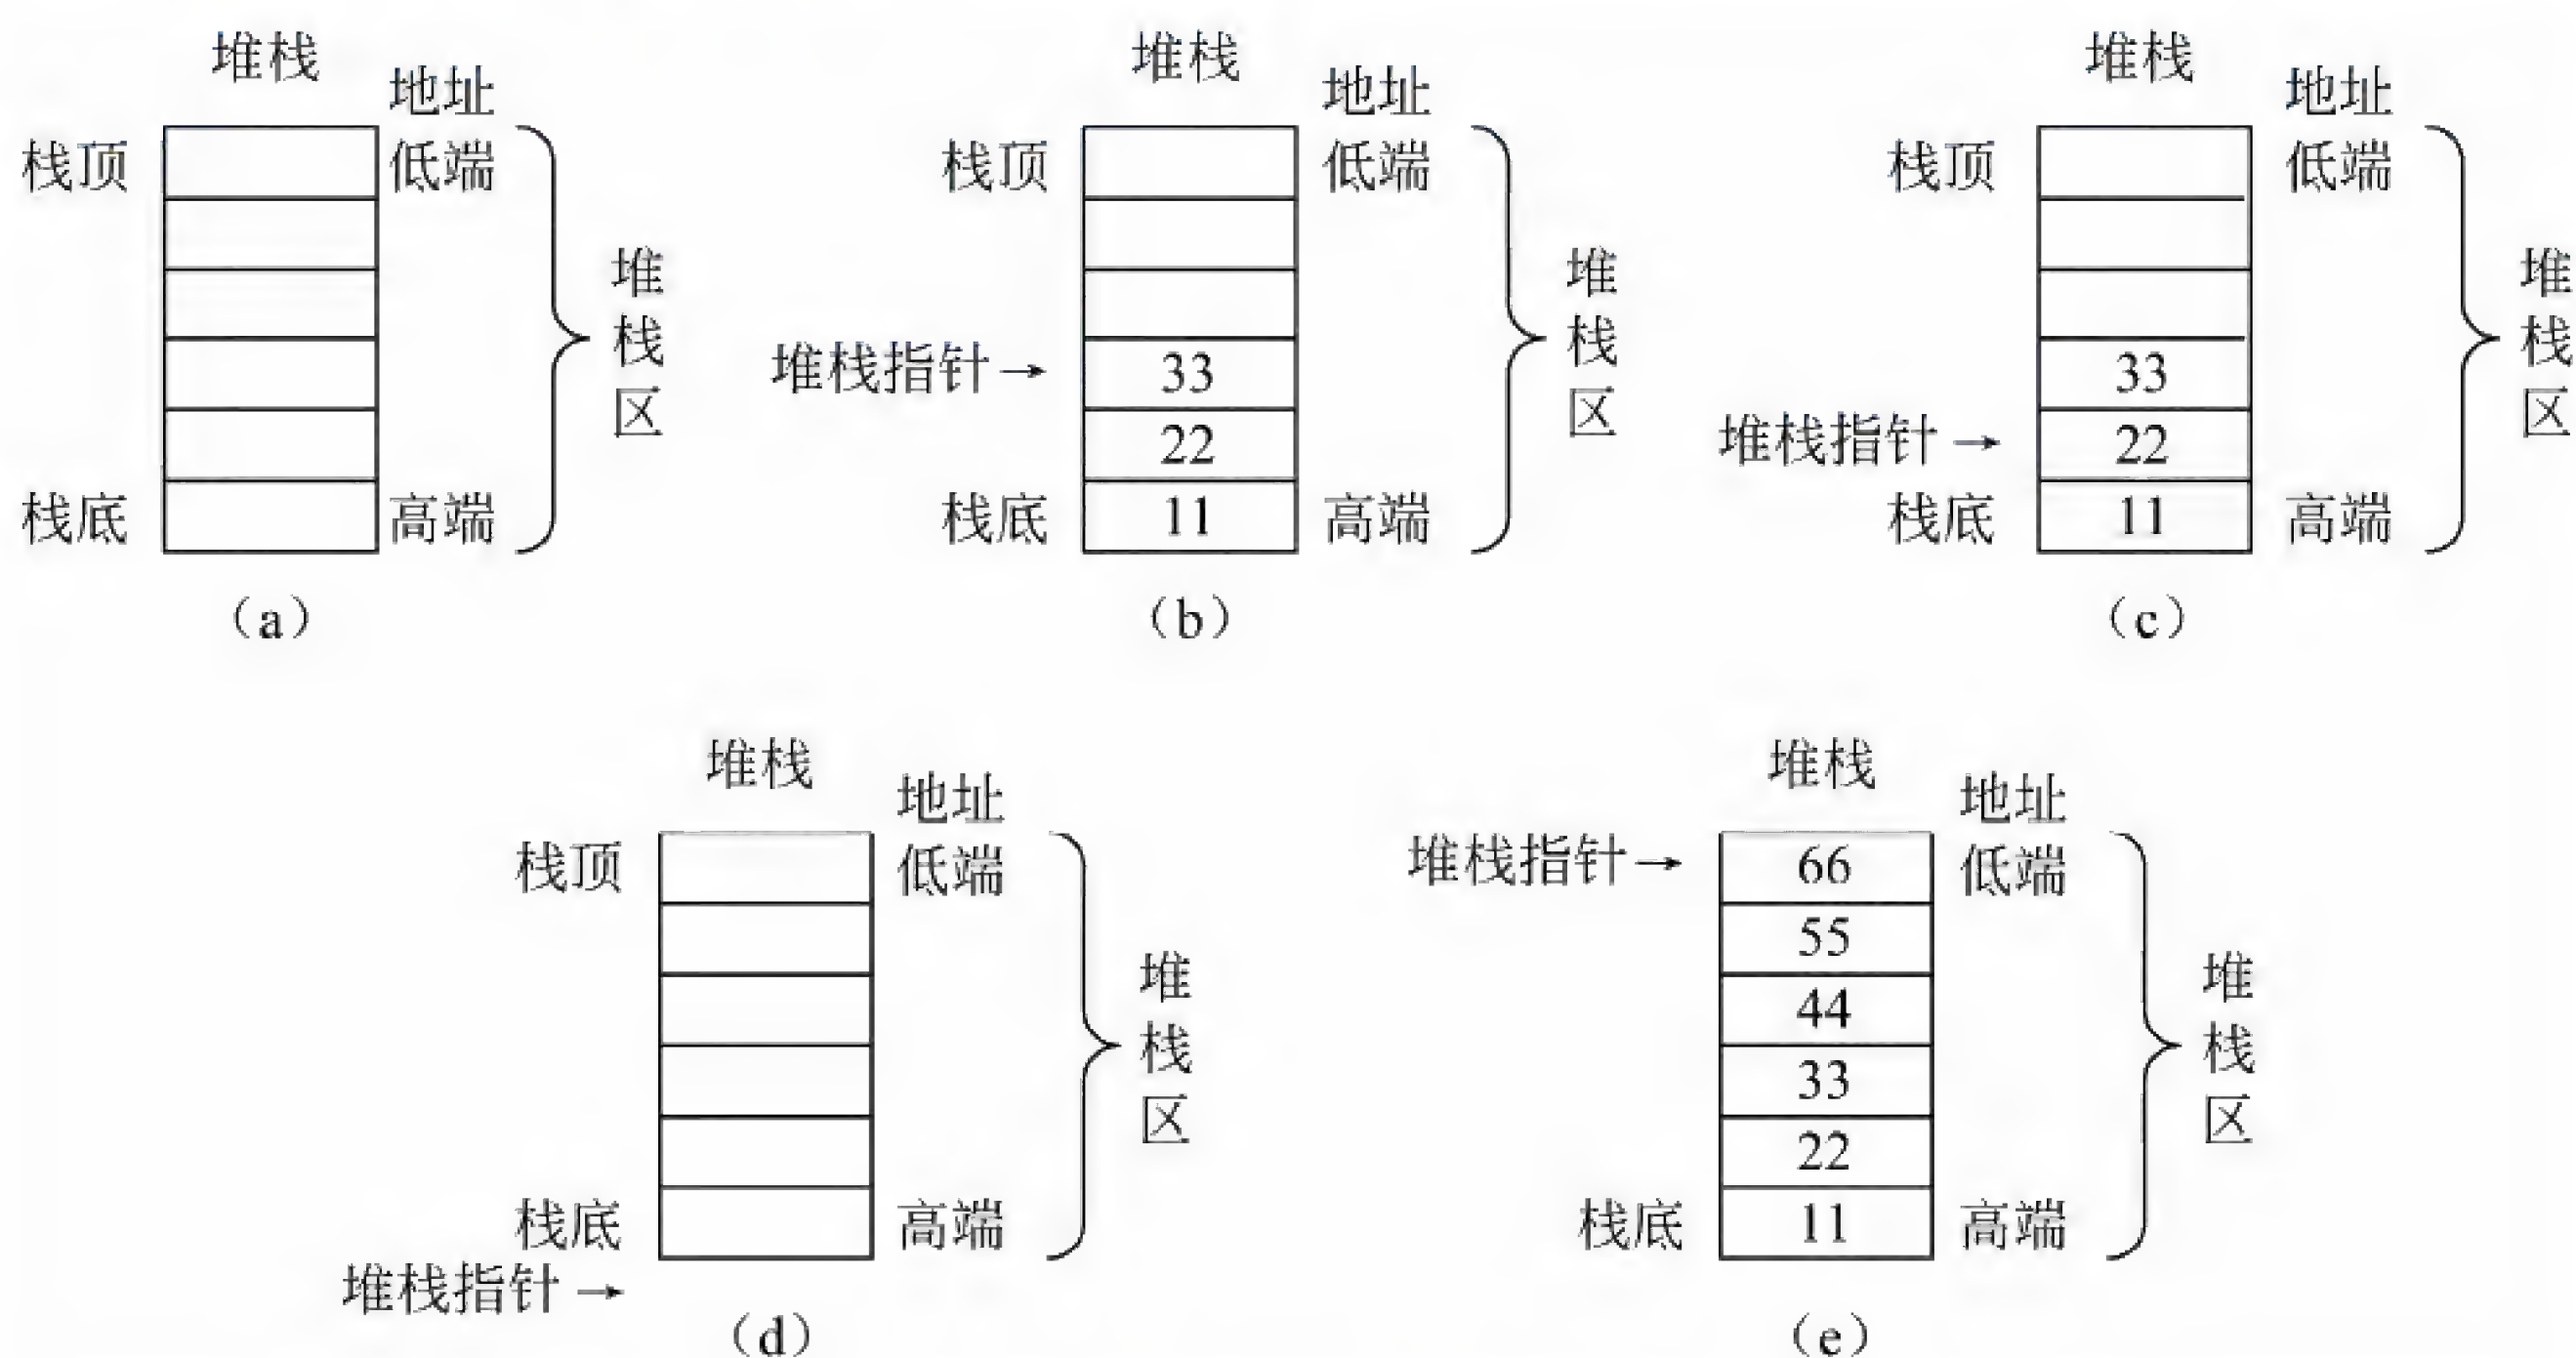 堆栈
地址
栈顶
低端
堆栈区
栈底
高端
(a)
堆栈
地址
栈顶
低端
堆栈指针→
33
22
栈底
11
高端
堆栈区
(b)
堆栈
地址
栈顶
低端
33
堆栈指针→
22
栈底
11
高端
堆栈区
(c)
堆栈
地址
栈顶
低端
堆栈区
栈底
高端
堆栈指针→
(d)
堆栈
地址
堆栈指针→
66
低端
55
44
33
22
栈底
11
高端
堆栈区
(e)